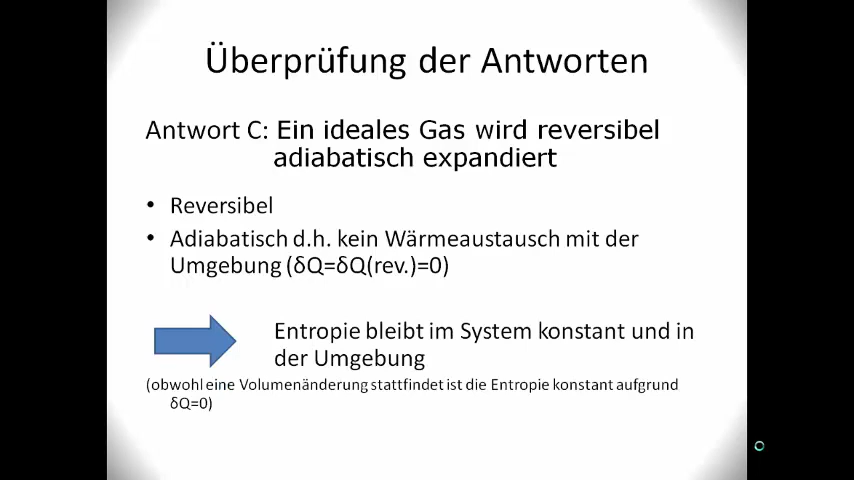 Überprüfung der Antworten
Antwort C: Ein ideales Gas wird reversibel
adiabatisch expandiert
• Reversibel
• Adiabatisch d.h. kein Wärmeaustausch mit der
Umgebung (δQ=δQ(rev.)=0)
Entropie bleibt im System konstant und in
der Umgebung
(obwohl eine Volumenänderung stattfindet ist die Entropie konstant aufgrund
δQ=0)